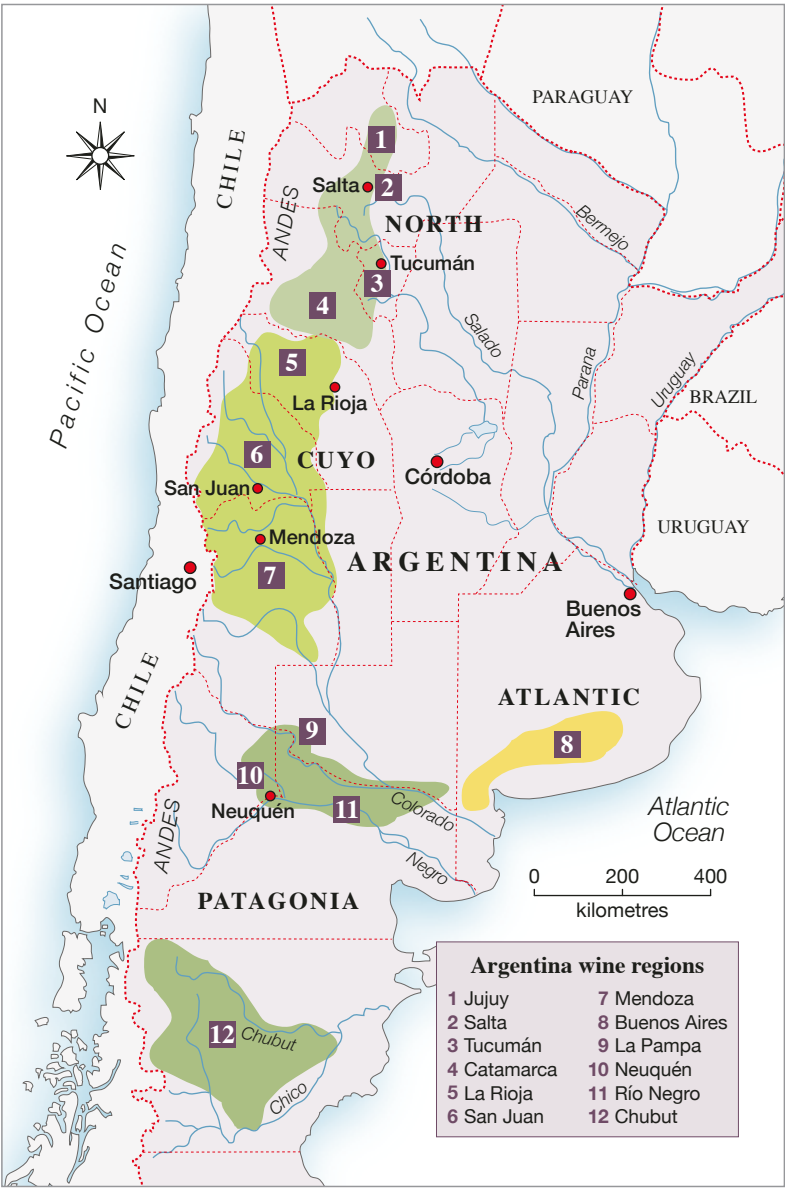 N
PARAGUAY
CHILE
1
Salta
2
ANDES
NORTH
Bermejo
Pacific Ocean
Tucumán
3
4
Salado
5
La Rioja
Parana
Uruguay
BRAZIL
6
CUYO
Córdoba
San Juan
Mendoza
URUGUAY
ARGENTINA
Santiago
7
Buenos
Aires
CHILE
ATLANTIC
9
8
10
Neuquén
11
Colorado
Atlantic
Ocean
ANDES
Negro
0 200 400
kilometres
PATAGONIA
12
Chubut
Chico
Argentina wine regions
1 Jujuy
2 Salta
3 Tucumán
4 Catamarca
5 La Rioja
6 San Juan
7 Mendoza
8 Buenos Aires
9 La Pampa
10 Neuquén
11 Río Negro
12 Chubut